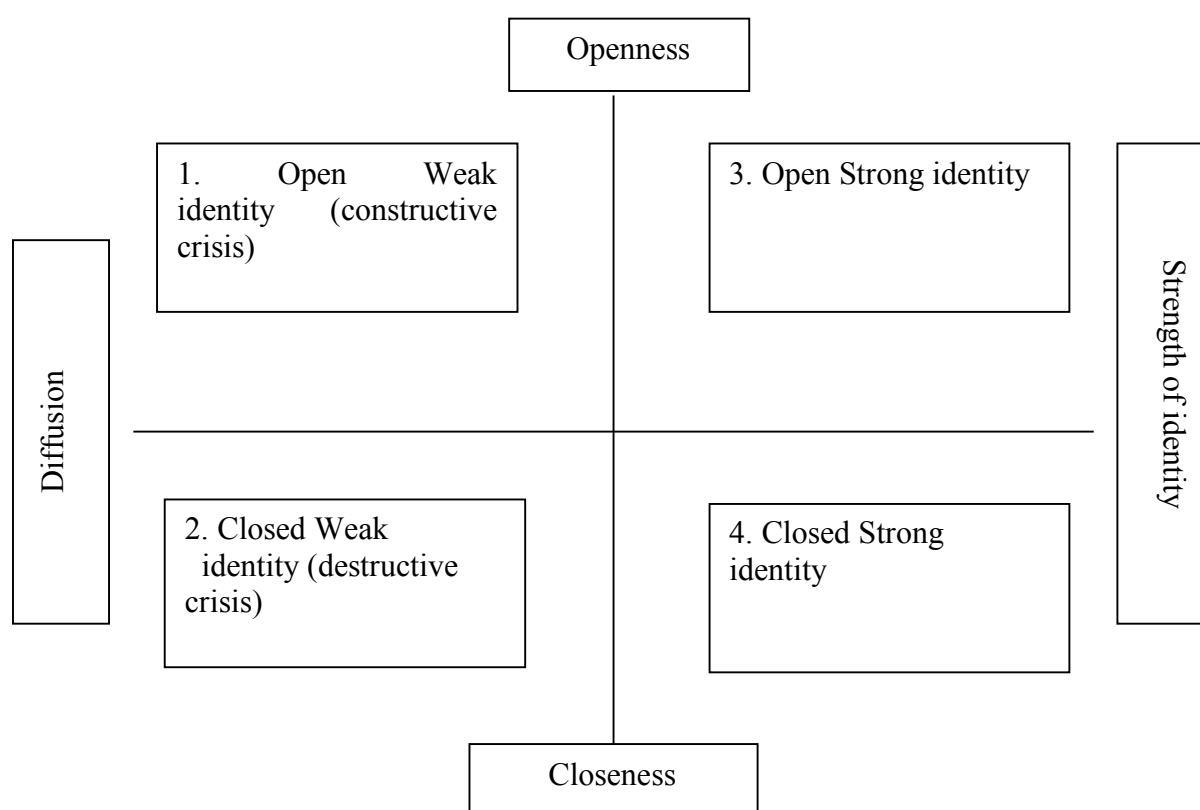 Openness
1. Open Weak
identity (constructive
crisis)
3. Open Strong identity
Diffusion
Strength of identity
2. Closed Weak
identity (destructive
crisis)
4. Closed Strong
identity
Closeness